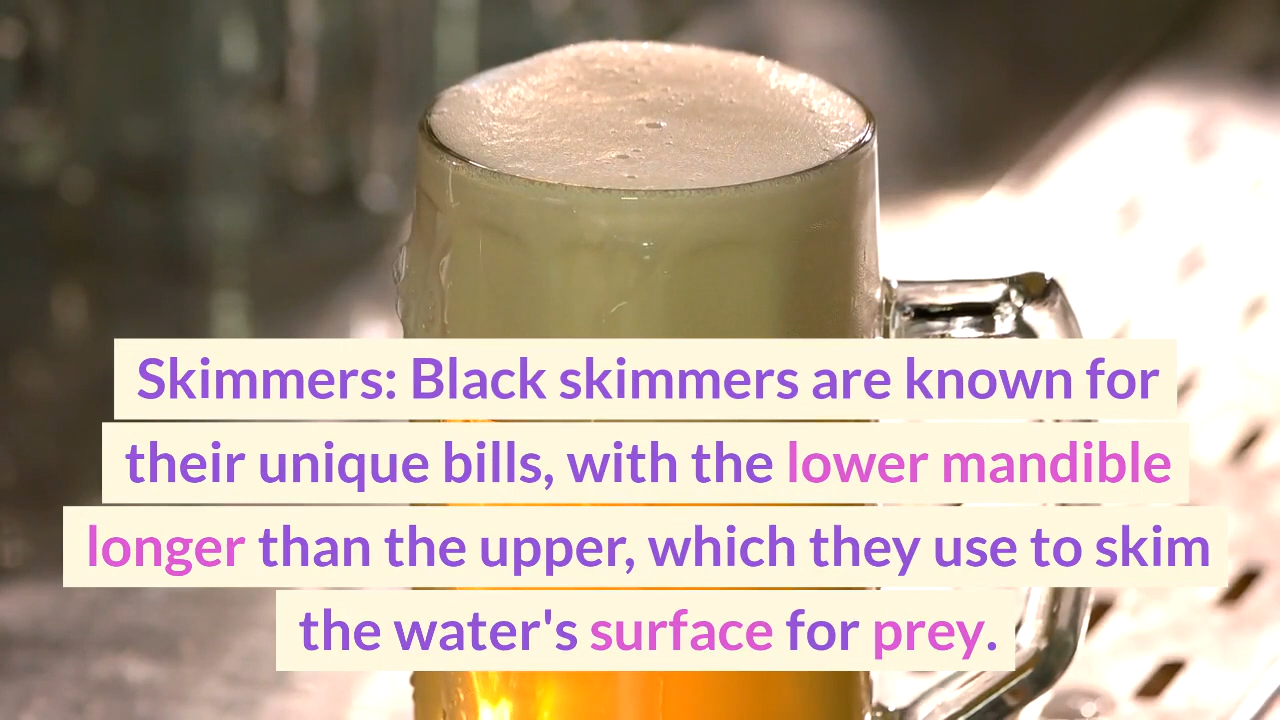 Skimmers: Black skimmers are known for
their unique bills, with the lower mandible
longer than the upper, which they use to skim
the water's surface for prey.